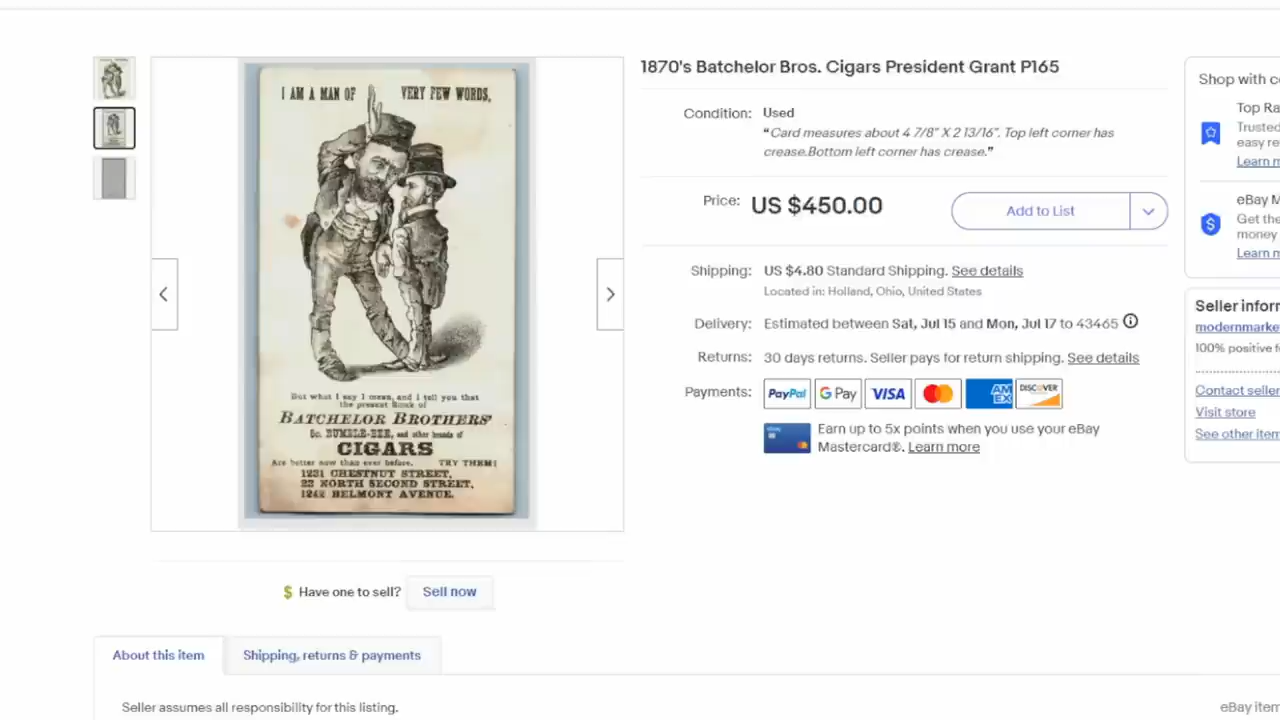 1870's Batchelor Bros. Cigars President Grant P165
Condition: Used
“Card measures about 4 7/8" X 2 13/16". Top left corner has
crease.Bottom left corner has crease.”
Price: US $450.00
Add to List
Shipping: US $4.80 Standard Shipping. See details
Located in: Holland, Ohio, United States
Delivery: Estimated between Sat, Jul 15 and Mon, Jul 17 to 43465
Returns: 30 days returns. Seller pays for return shipping. See details
Payments: PayPal G Pay VISA AM EX DISCOVER
Earn up to 5x points when you use your eBay
Mastercard®. Learn more
I AM A MAN OF VERY FEW WORDS,
But what I say I mean, and I tell you that
the present Stock of
BATCHELOR BROTHERS'
5c. BUMBLE-BEE, and other brands of
CIGARS
Are better now than ever before. TRY THEM!
1231 CHESTNUT STREET,
23 NORTH SECOND STREET,
1242 BELMONT AVENUE.
$ Have one to sell? Sell now
About this item
Shipping, returns & payments
Seller assumes all responsibility for this listing.
eBay item
Shop with co
Top Ra
Trusted
easy re
Learn m
eBay M
Get the
money
Learn m
Seller inforr
modernmarke
100% positive f
Contact seller
Visit store
See other item